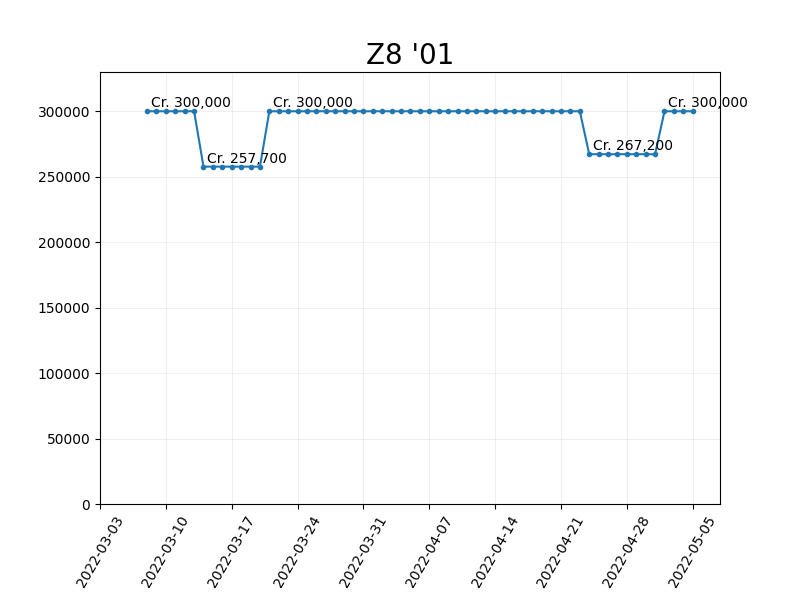 Z8 '01
Cr. 300,000
Cr. 300,000
Cr. 300,000
Cr. 257,700
Cr. 267,200
300000
250000
200000
150000
100000
50000
0
2022-03-03
2022-03-10
2022-03-17
2022-03-24
2022-03-31
2022-04-07
2022-04-14
2022-04-21
2022-04-28
2022-05-05